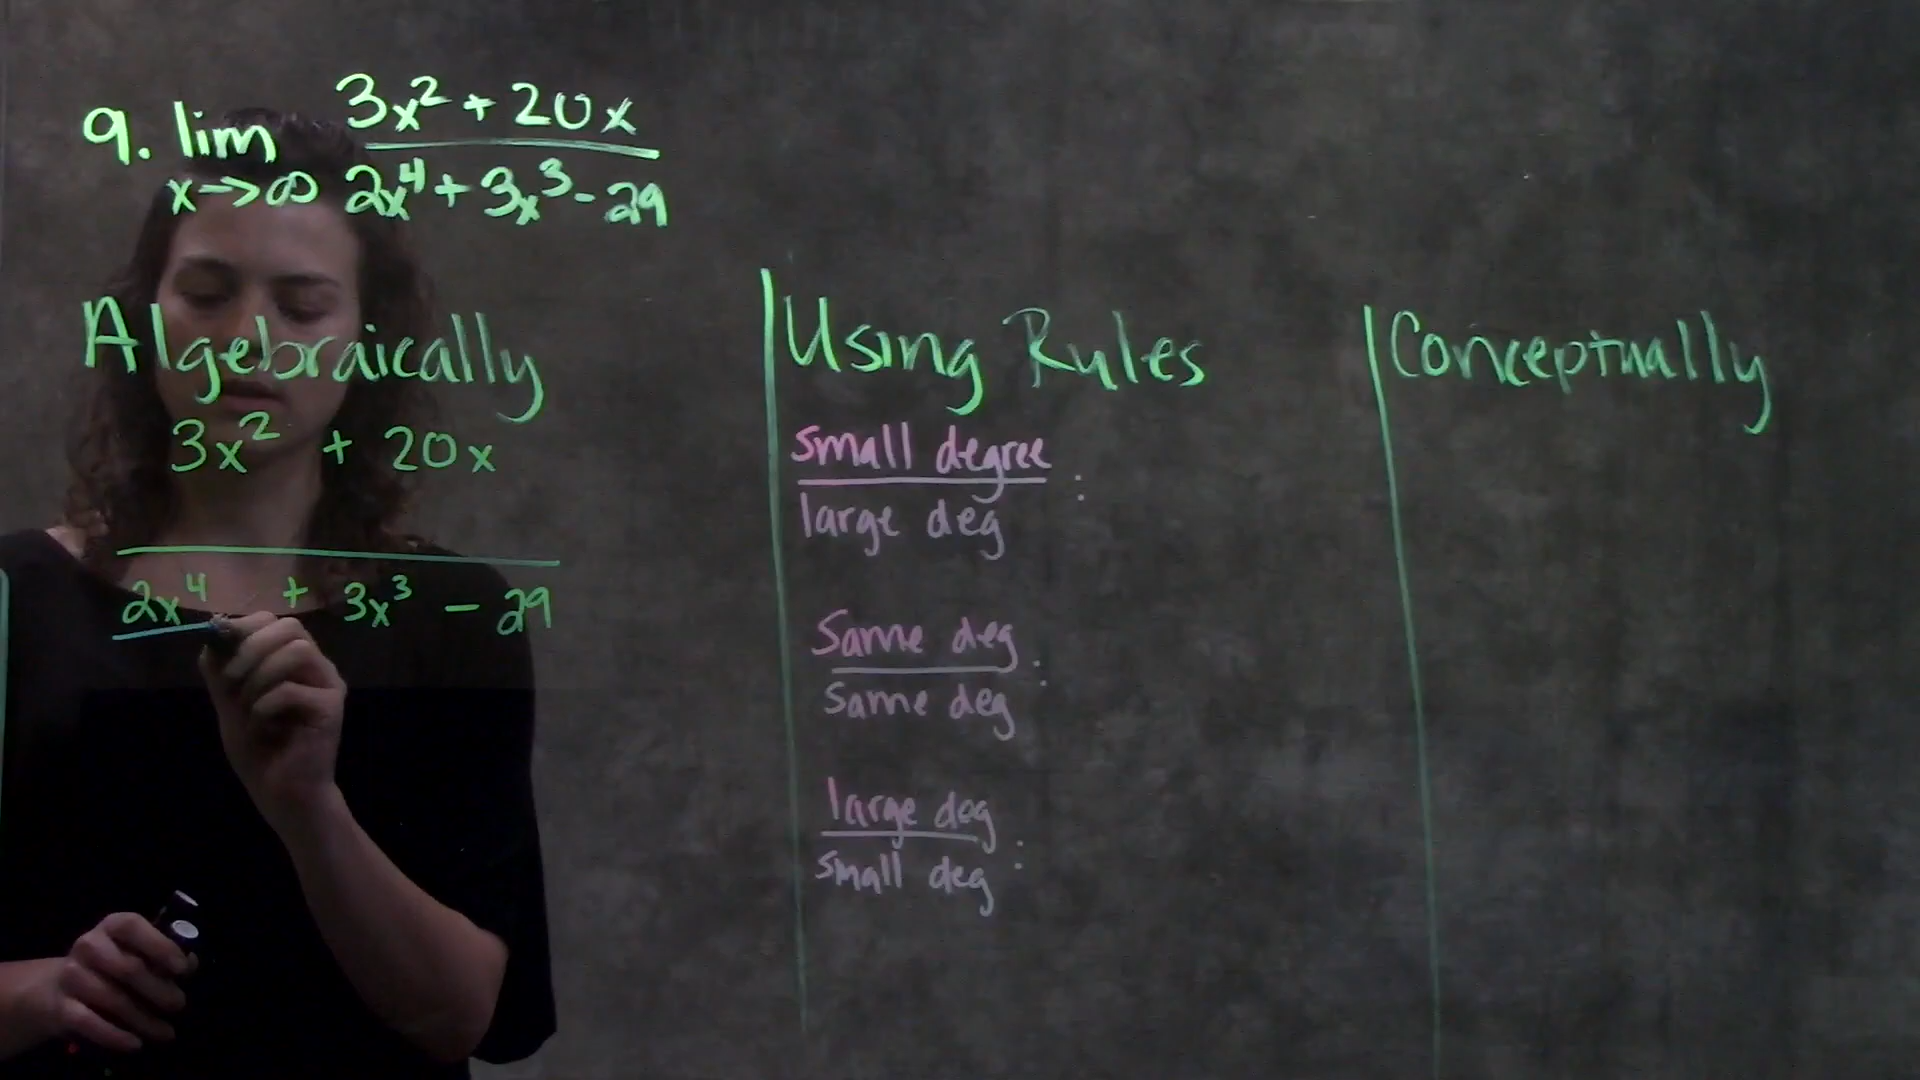 9. lim 3x² + 20x
x→∞ 2x⁴ + 3x³ - 29
Algebraically
3x² + 20x
2x⁴ + 3x³ - 29
Using Rules
small degree :
large deg
Same deg :
Same deg
large deg :
small deg
Conceptually